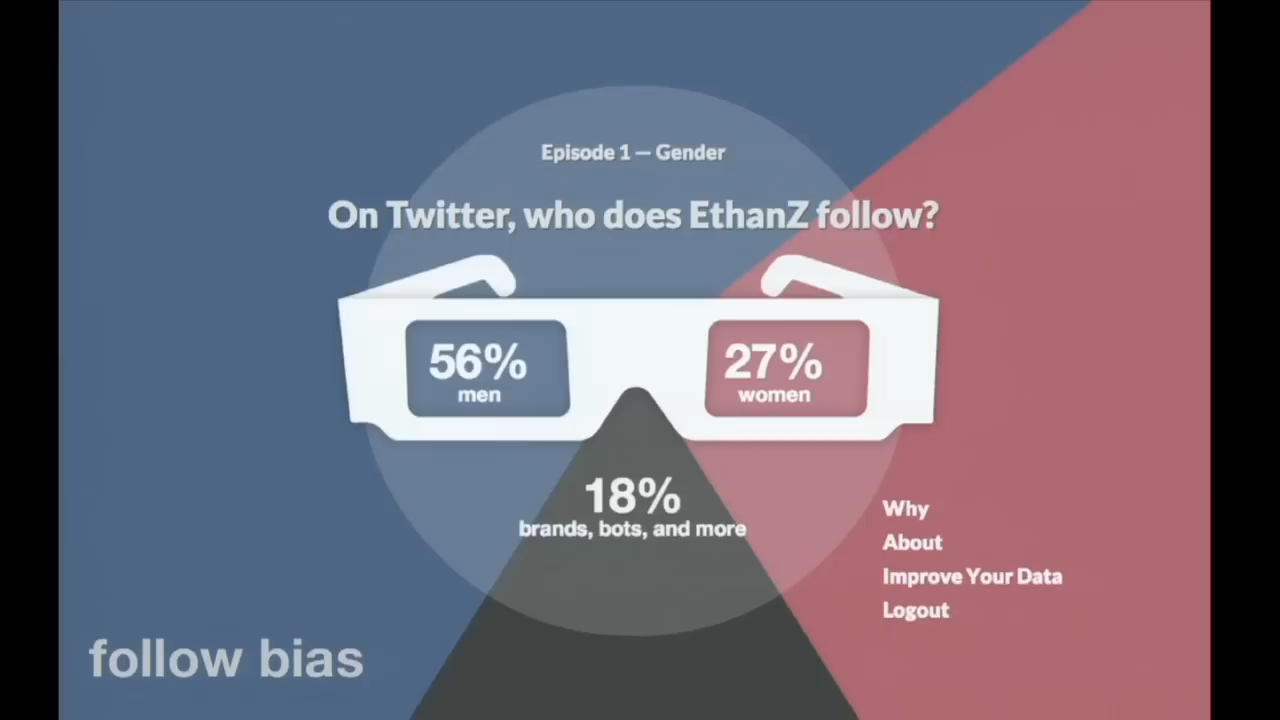 Episode 1 — Gender
On Twitter, who does EthanZ follow?
56%
men
27%
women
18%
brands, bots, and more
Why
About
Improve Your Data
Logout
follow bias